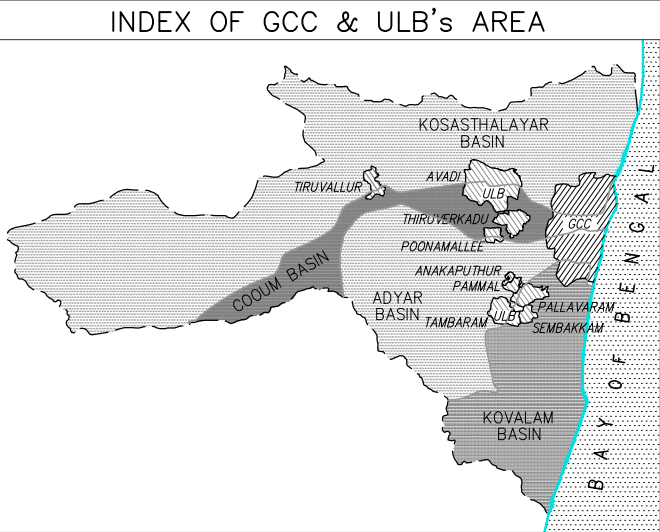 INDEX OF GCC & ULB's AREA
KOSASTHALAYAR
BASIN
AVADI
TIRUVALLUR
ULB
THIRUVERKADU
GCC
POONAMALLEE
COOUM BASIN
ANAKAPUTHUR
PAMMAL
ADYAR
BASIN
PALLAVARAM
ULB
TAMBARAM
SEMBAKKAM
KOVALAM
BASIN
BAY OF BENGAL